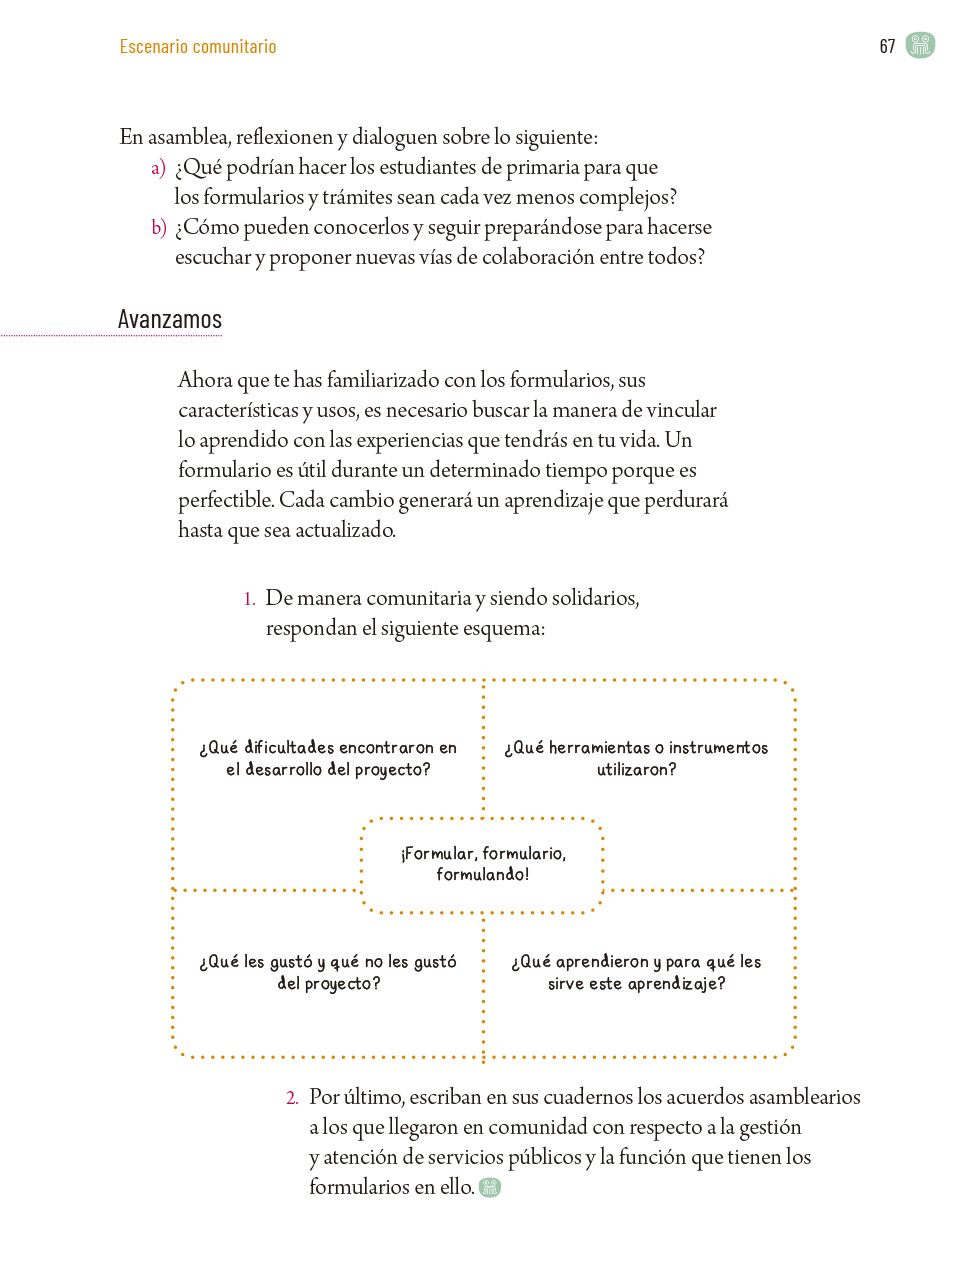 Escenario comunitario
67
En asamblea, reflexionen y dialoguen sobre lo siguiente:
a) ¿Qué podrían hacer los estudiantes de primaria para que
los formularios y trámites sean cada vez menos complejos?
b) ¿Cómo pueden conocerlos y seguir preparándose para hacerse
escuchar y proponer nuevas vías de colaboración entre todos?
Avanzamos
Ahora que te has familiarizado con los formularios, sus
características y usos, es necesario buscar la manera de vincular
lo aprendido con las experiencias que tendrás en tu vida. Un
formulario es útil durante un determinado tiempo porque es
perfectible. Cada cambio generará un aprendizaje que perdurará
hasta que sea actualizado.
1. De manera comunitaria y siendo solidarios,
respondan el siguiente esquema:
¿Qué dificultades encontraron en
el desarrollo del proyecto?
¿Qué herramientas o instrumentos
utilizaron?
¡Formular, formulario,
formulando!
¿Qué les gustó y qué no les gustó
del proyecto?
¿Qué aprendieron y para qué les
sirve este aprendizaje?
2. Por último, escriban en sus cuadernos los acuerdos asamblearios
a los que llegaron en comunidad con respecto a la gestión
y atención de servicios públicos y la función que tienen los
formularios en ello.